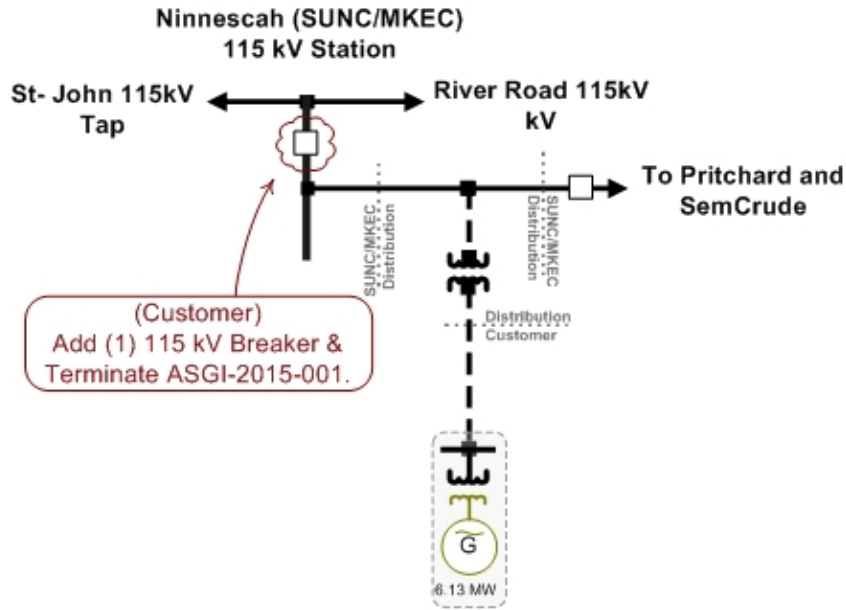 Ninnescah (SUNC/MKEC)
115 kV Station
St- John 115kV
Tap
River Road 115kV
kV
To Pritchard and
SemCrude
SUNC/MKEC
Distribution
SUNC/MKEC
Distribution
(Customer)
Add (1) 115 kV Breaker &
Terminate ASGI-2015-001.
Distribution
Customer
G
6.13 MW